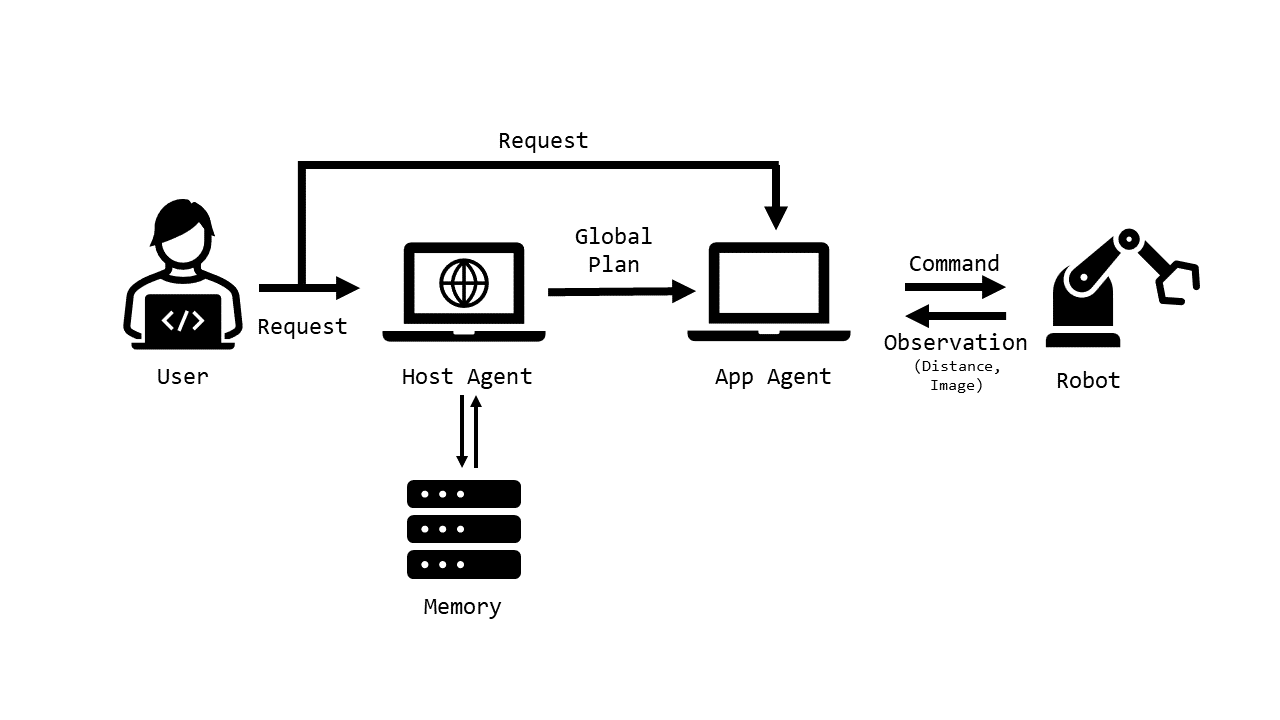 Request
Global
Plan
Command
Request
</>
Observation
(Distance,
Image)
User
Host Agent
App Agent
Robot
Memory